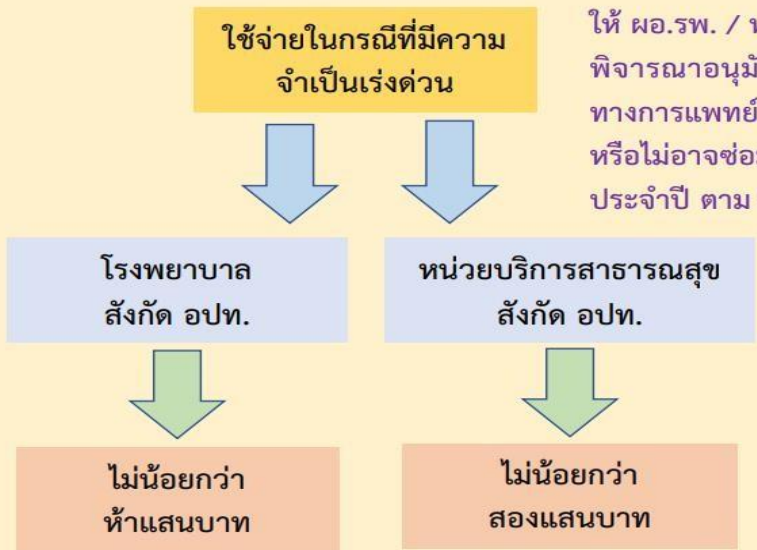 ใช้จ่ายในกรณีที่มีความ
จำเป็นเร่งด่วน
ให้ ผอ.รพ. /
พิจารณาอนุมั
ทางการแพทย์
หรือไม่อาจซ่อ
ประจำปี ตาม
โรงพยาบาล
สังกัด อปท.
หน่วยบริการสาธารณสุข
สังกัด อปท.
ไม่น้อยกว่า
ห้าแสนบาท
ไม่น้อยกว่า
สองแสนบาท